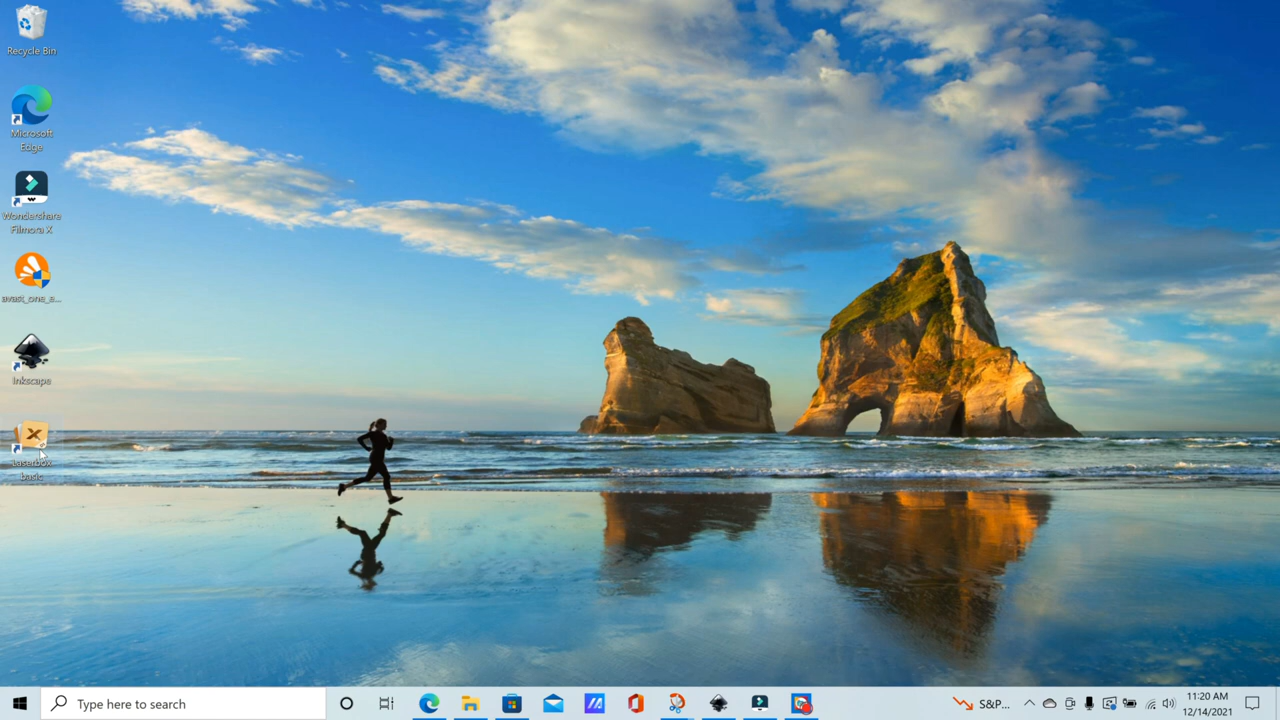 Recycle Bin
Microsoft
Edge
Wondershare
Filmora X
avast_one_e...
Inkscape
Laserbox
basic
Type here to search
S&P...
11:20 AM
12/14/2021